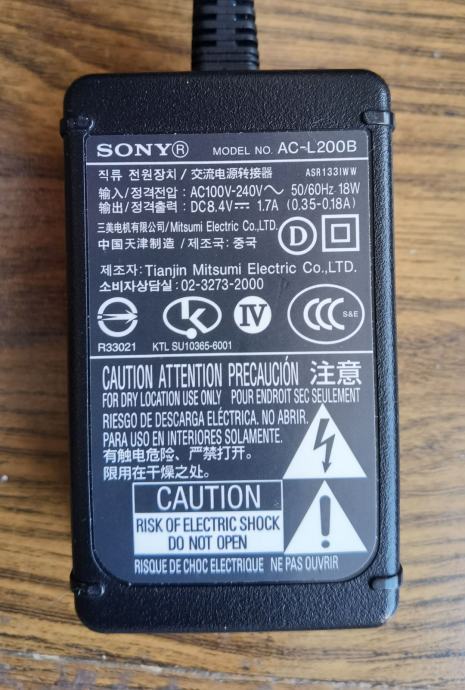 SONY® MODEL NO. AC-L200B
직류 전원장치 / 交流电源转接器 ASR133IWW
输入/정격전압 : AC100V-240V～ 50/60Hz 18W
输出/정격출력 : DC8.4V⎓ 1.7A (0.35-0.18A)
三美电机有限公司/Mitsumi Electric Co.,LTD.
中国天津制造 / 제조국: 중국
D
제조자: Tianjin Mitsumi Electric Co.,LTD.
소비자상담실: 02-3273-2000
K IV CCC S&E
R33021 KTL SU10365-6001
CAUTION ATTENTION PRECAUCIÓN 注意
FOR DRY LOCATION USE ONLY POUR ENDROIT SEC SEULEMENT
RIESGO DE DESCARGA ELÉCTRICA. NO ABRIR.
PARA USO EN INTERIORES SOLAMENTE.
有触电危险、严禁打开。
限用在干燥之处。
CAUTION
RISK OF ELECTRIC SHOCK
DO NOT OPEN
RISQUE DE CHOC ELECTRIQUE NE PAS OUVRIR